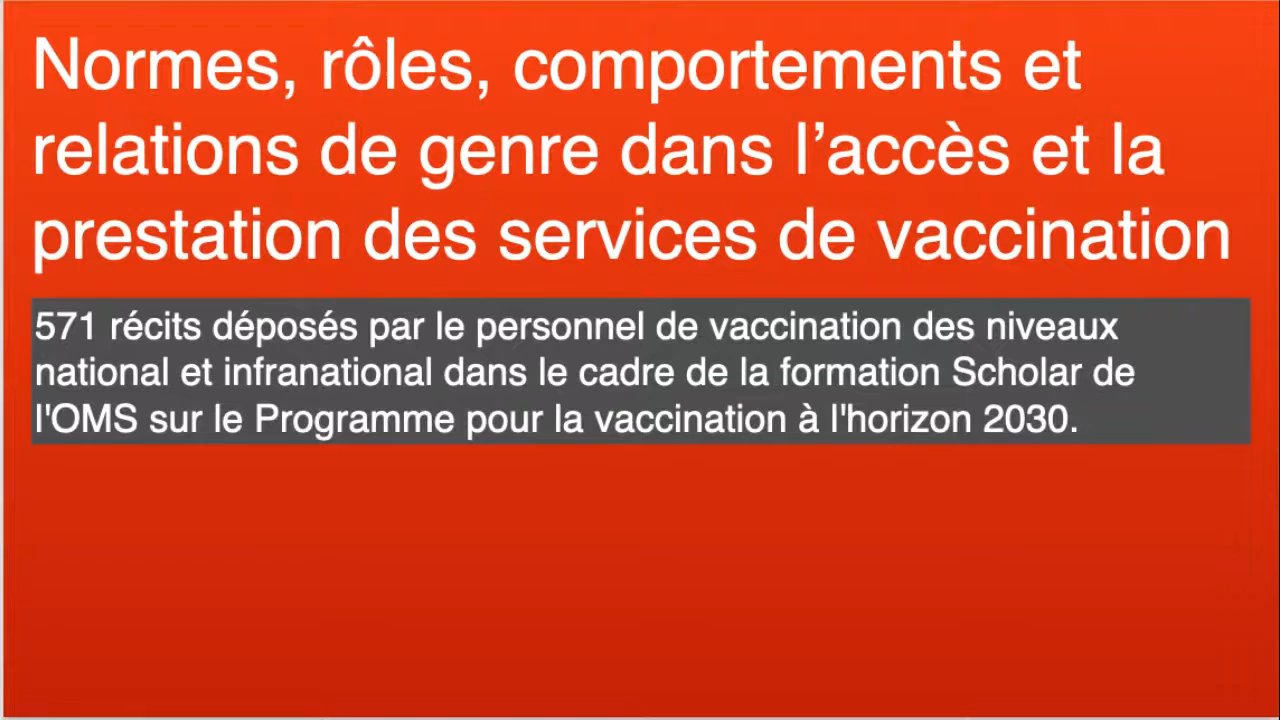 Normes, rôles, comportements et
relations de genre dans l’accès et la
prestation des services de vaccination
571 récits déposés par le personnel de vaccination des niveaux
national et infranational dans le cadre de la formation Scholar de
l'OMS sur le Programme pour la vaccination à l'horizon 2030.